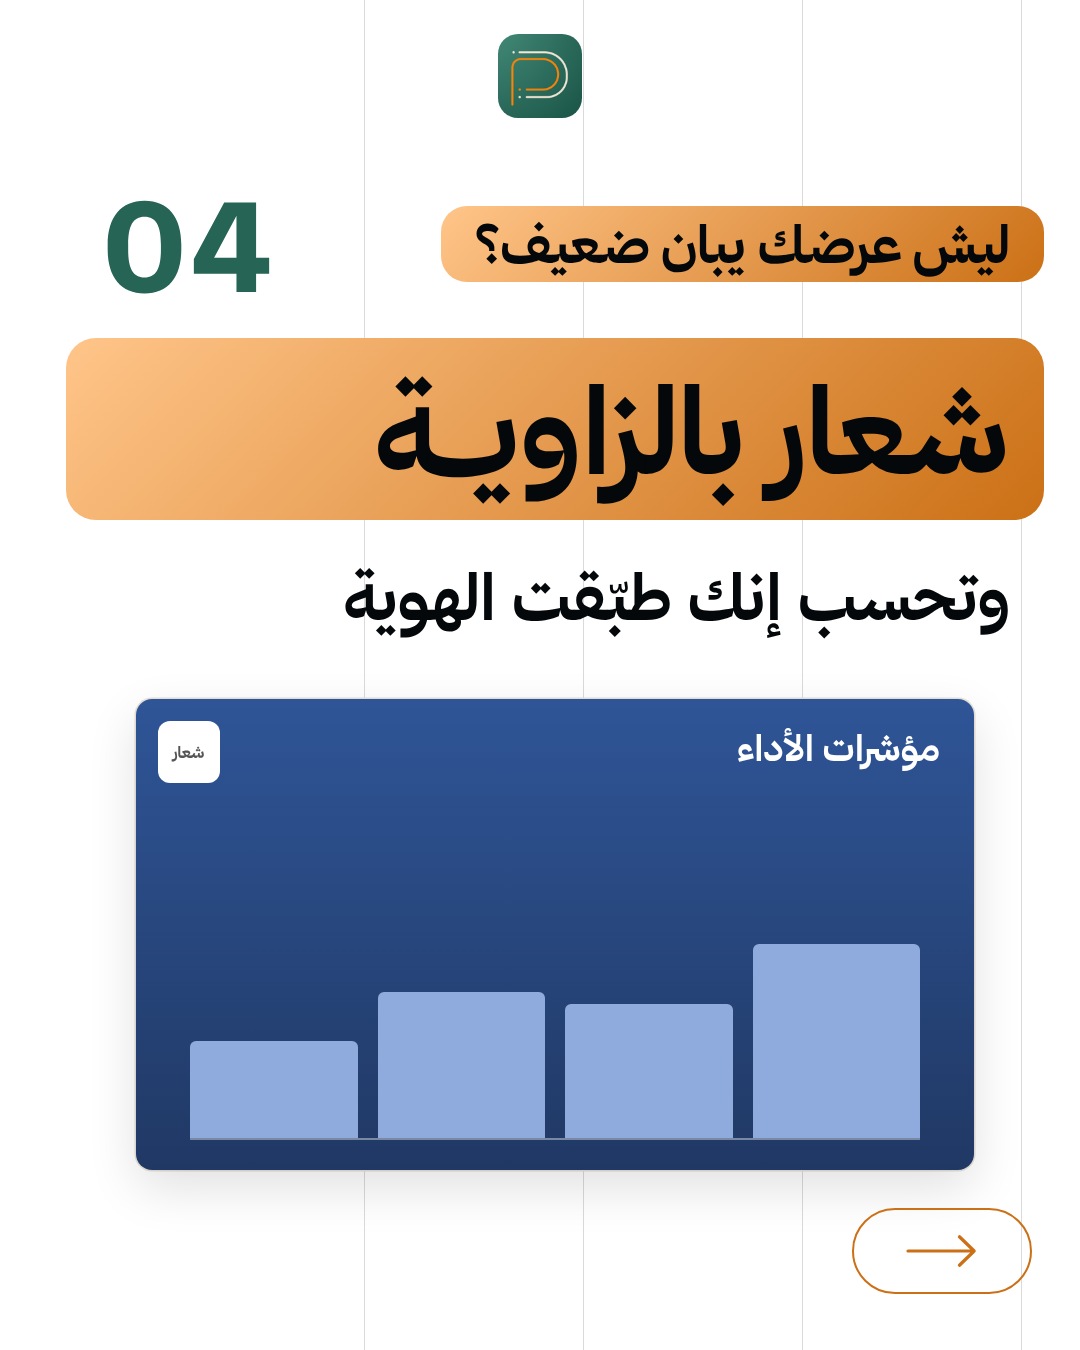 ليش عرضك يبان ضعيف؟
04
شعار بالزاويـة
وتحسب إنك طبّقت الهوية
مؤشرات الأداء
شعار